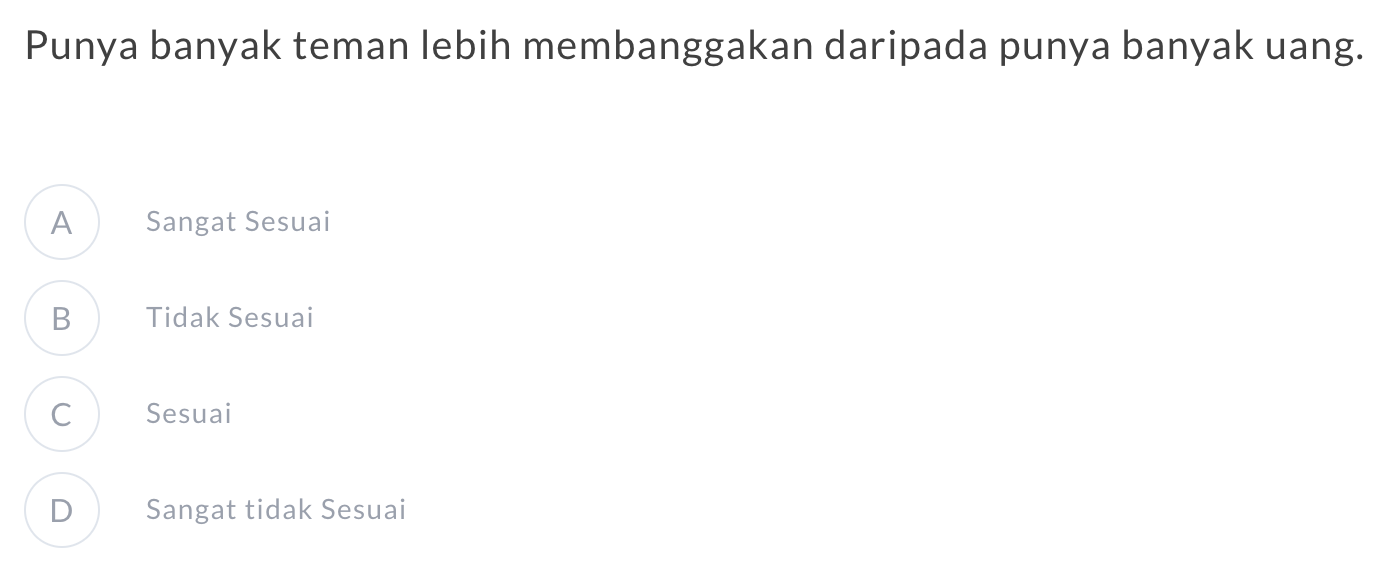 Punya banyak teman lebih membanggakan daripada punya banyak uang.
A Sangat Sesuai
B Tidak Sesuai
C Sesuai
D Sangat tidak Sesuai